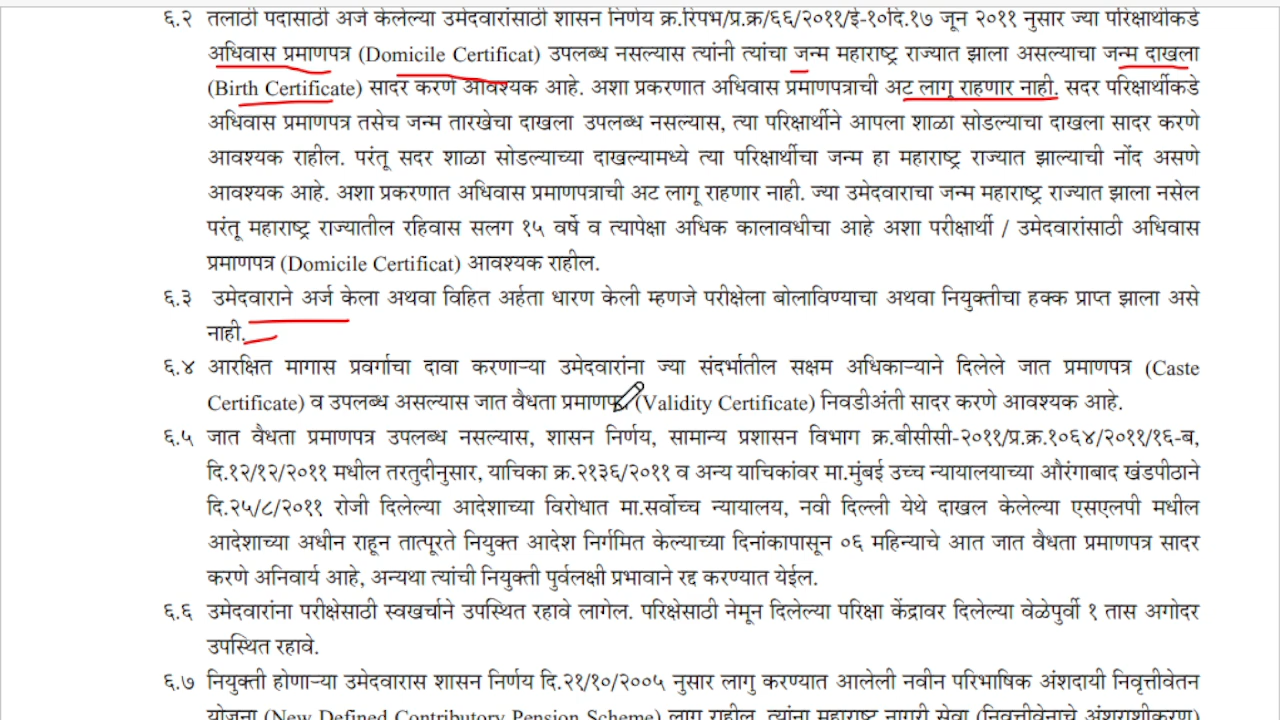 ६.२ तलाठी पदासाठी अर्ज केलेल्या उमेदवारांसाठी शासन निर्णय क्र.रिपभ/प्र.क्र/६६/२०११/ई-१०दि.१७ जून २०११ नुसार ज्या परिक्षार्थीकडे
अधिवास प्रमाणपत्र (Domicile Certificat) उपलब्ध नसल्यास त्यांनी त्यांचा जन्म महाराष्ट्र राज्यात झाला असल्याचा जन्म दाखला
(Birth Certificate) सादर करणे आवश्यक आहे. अशा प्रकरणात अधिवास प्रमाणपत्राची अट लागु राहणार नाही. सदर परिक्षार्थीकडे
अधिवास प्रमाणपत्र तसेच जन्म तारखेचा दाखला उपलब्ध नसल्यास, त्या परिक्षार्थीने आपला शाळा सोडल्याचा दाखला सादर करणे
आवश्यक राहील. परंतू सदर शाळा सोडल्याच्या दाखल्यामध्ये त्या परिक्षार्थीचा जन्म हा महाराष्ट्र राज्यात झाल्याची नोंद असणे
आवश्यक आहे. अशा प्रकरणात अधिवास प्रमाणपत्राची अट लागू राहणार नाही. ज्या उमेदवाराचा जन्म महाराष्ट्र राज्यात झाला नसेल
परंतू महाराष्ट्र राज्यातील रहिवास सलग १५ वर्षे व त्यापेक्षा अधिक कालावधीचा आहे अशा परीक्षार्थी / उमेदवारांसाठी अधिवास
प्रमाणपत्र (Domicile Certificat) आवश्यक राहील.
६.३ उमेदवाराने अर्ज केला अथवा विहित अर्हता धारण केली म्हणजे परीक्षेला बोलाविण्याचा अथवा नियुक्तीचा हक्क प्राप्त झाला असे
नाही.
६.४ आरक्षित मागास प्रवर्गाचा दावा करणाऱ्या उमेदवारांना ज्या संदर्भातील सक्षम अधिकाऱ्याने दिलेले जात प्रमाणपत्र (Caste
Certificate) व उपलब्ध असल्यास जात वैधता (Validity Certificate) निवडीअंती सादर करणे आवश्यक आहे.
६.५ जात वैधता प्रमाणपत्र उपलब्ध नसल्यास, शासन निर्णय, सामान्य प्रशासन विभाग क्र.बीसीसी-२०११/प्र.क्र.१०६४/२०११/१६-ब,
दि.१२/१२/२०११ मधील तरतुदीनुसार, याचिका क्र.२१३६/२०११ व अन्य याचिकांवर मा.मुंबई उच्च न्यायालयाच्या औरंगाबाद खंडपीठाने
दि.२५/८/२०११ रोजी दिलेल्या आदेशाच्या विरोधात मा.सर्वोच्च न्यायालय, नवी दिल्ली येथे दाखल केलेल्या एसएलपी मधील
आदेशाच्या अधीन राहून तात्पूरते नियुक्त आदेश निर्गमित केल्याच्या दिनांकापासून ०६ महिन्याचे आत जात वैधता प्रमाणपत्र सादर
करणे अनिवार्य आहे, अन्यथा त्यांची नियुक्ती पुर्वलक्षी प्रभावाने रद्द करण्यात येईल.
६.६ उमेदवारांना परीक्षेसाठी स्वखर्चाने उपस्थित रहावे लागेल. परिक्षेसाठी नेमून दिलेल्या परिक्षा केंद्रावर दिलेल्या वेळेपुर्वी १ तास अगोदर
उपस्थित रहावे.
६.७ नियुक्ती होणाऱ्या उमेदवारास शासन निर्णय दि.२१/१०/२००५ नुसार लागु करण्यात आलेली नवीन परिभाषिक अंशदायी निवृत्तीवेतन
योजना (New Defined Contributory Pension Scheme) लागू राहील. त्यांना महाराष्ट्र नागरी सेवा (निवृत्तीवेतनाचे अंशराशीकरण)